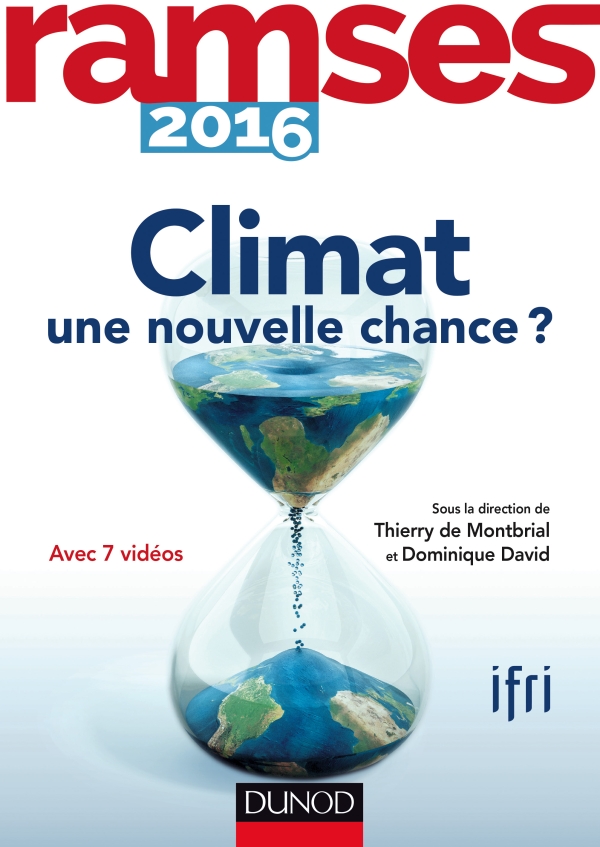 ramses
2016
Climat
une nouvelle chance ?
Sous la direction de
Thierry de Montbrial
et Dominique David
Avec 7 vidéos
ifri
DUNOD